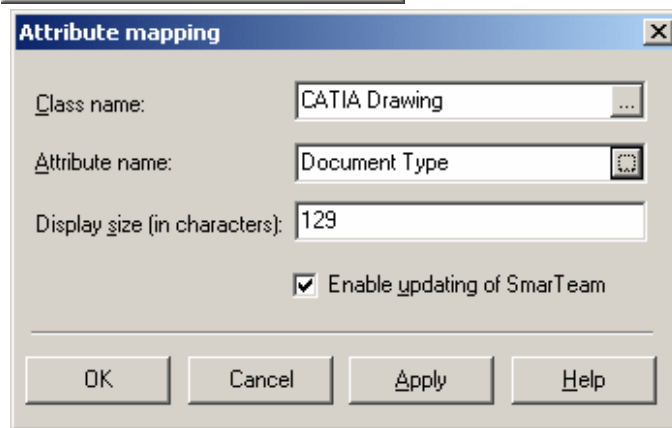 Attribute mapping
Class name: CATIA Drawing ...
Attribute name: Document Type
Display size (in characters): 129
Enable updating of SmarTeam
OK Cancel Apply Help